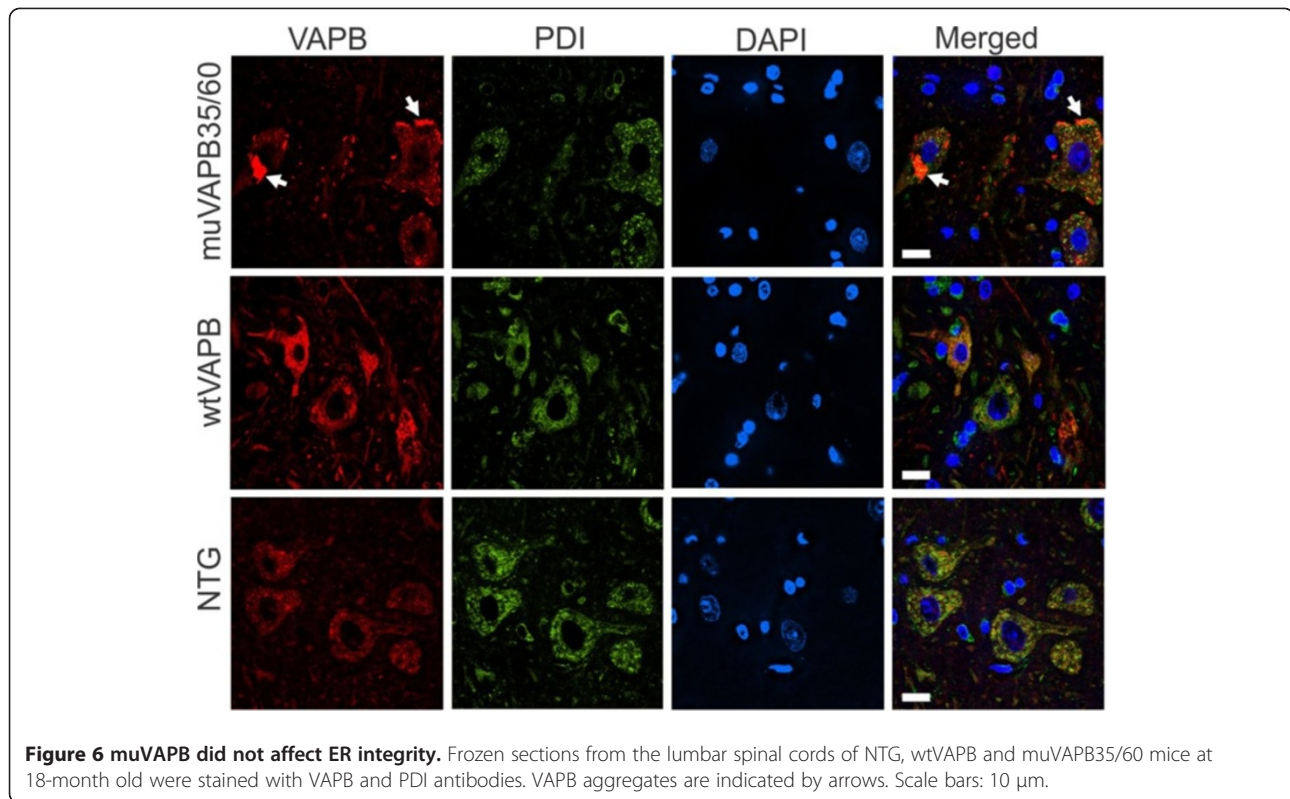 VAPB PDI DAPI Merged
muVAPB35/60
wtVAPB
NTG
Figure 6 muVAPB did not affect ER integrity. Frozen sections from the lumbar spinal cords of NTG, wtVAPB and muVAPB35/60 mice at
18-month old were stained with VAPB and PDI antibodies. VAPB aggregates are indicated by arrows. Scale bars: 10 μm.